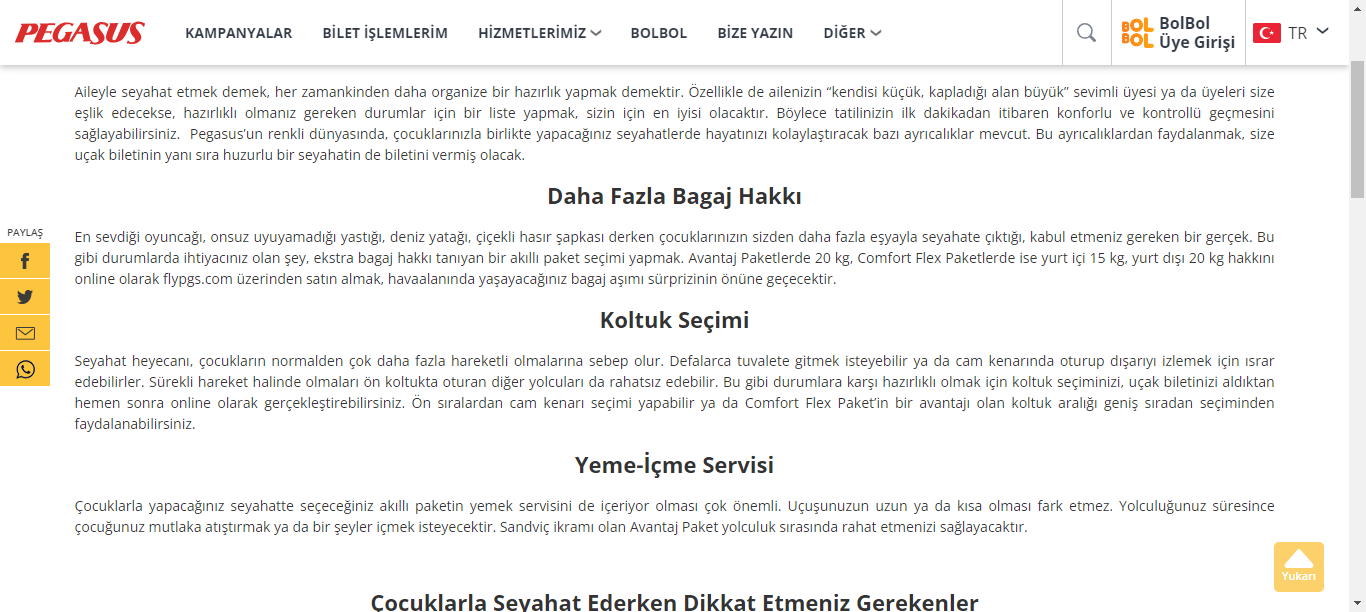 PEGASUS
KAMPANYALAR
BİLET İŞLEMLERİM
HİZMETLERİMİZ
BOLBOL
BİZE YAZIN
DİĞER
BOL
BOL
BolBol
Üye Girişi
TR
Aileyle seyahat etmek demek, her zamankinden daha organize bir hazırlık yapmak demektir. Özellikle de ailenizin “kendisi küçük, kapladığı alan büyük” sevimli üyesi ya da üyeleri size
eşlik edecekse, hazırlıklı olmanız gereken durumlar için bir liste yapmak, sizin için en iyisi olacaktır. Böylece tatilinizin ilk dakikadan itibaren konforlu ve kontrollü geçmesini
sağlayabilirsiniz.  Pegasus’un renkli dünyasında, çocuklarınızla birlikte yapacağınız seyahatlerde hayatınızı kolaylaştıracak bazı ayrıcalıklar mevcut. Bu ayrıcalıklardan faydalanmak, size
uçak biletinin yanı sıra huzurlu bir seyahatin de biletini vermiş olacak.
Daha Fazla Bagaj Hakkı
PAYLAŞ
En sevdiği oyuncağı, onsuz uyuyamadığı yastığı, deniz yatağı, çiçekli hasır şapkası derken çocuklarınızın sizden daha fazla eşyayla seyahate çıktığı, kabul etmeniz gereken bir gerçek. Bu
gibi durumlarda ihtiyacınız olan şey, ekstra bagaj hakkı tanıyan bir akıllı paket seçimi yapmak. Avantaj Paketlerde 20 kg, Comfort Flex Paketlerde ise yurt içi 15 kg, yurt dışı 20 kg hakkını
online olarak flypgs.com üzerinden satın almak, havaalanında yaşayacağınız bagaj aşımı sürprizinin önüne geçecektir.
Koltuk Seçimi
Seyahat heyecanı, çocukların normalden çok daha fazla hareketli olmalarına sebep olur. Defalarca tuvalete gitmek isteyebilir ya da cam kenarında oturup dışarıyı izlemek için ısrar
edebilirler. Sürekli hareket halinde olmaları ön koltukta oturan diğer yolcuları da rahatsız edebilir. Bu gibi durumlara karşı hazırlıklı olmak için koltuk seçiminizi, uçak biletinizi aldıktan
hemen sonra online olarak gerçekleştirebilirsiniz. Ön sıralardan cam kenarı seçimi yapabilir ya da Comfort Flex Paket’in bir avantajı olan koltuk aralığı geniş sıradan seçiminden
faydalanabilirsiniz.
Yeme-İçme Servisi
Çocuklarla yapacağınız seyahatte seçeceğiniz akıllı paketin yemek servisini de içeriyor olması çok önemli. Uçuşunuzun uzun ya da kısa olması fark etmez. Yolculuğunuz süresince
çocuğunuz mutlaka atıştırmak ya da bir şeyler içmek isteyecektir. Sandviç ikramı olan Avantaj Paket yolculuk sırasında rahat etmenizi sağlayacaktır.
Yukarı
Çocuklarla Seyahat Ederken Dikkat Etmeniz Gerekenler